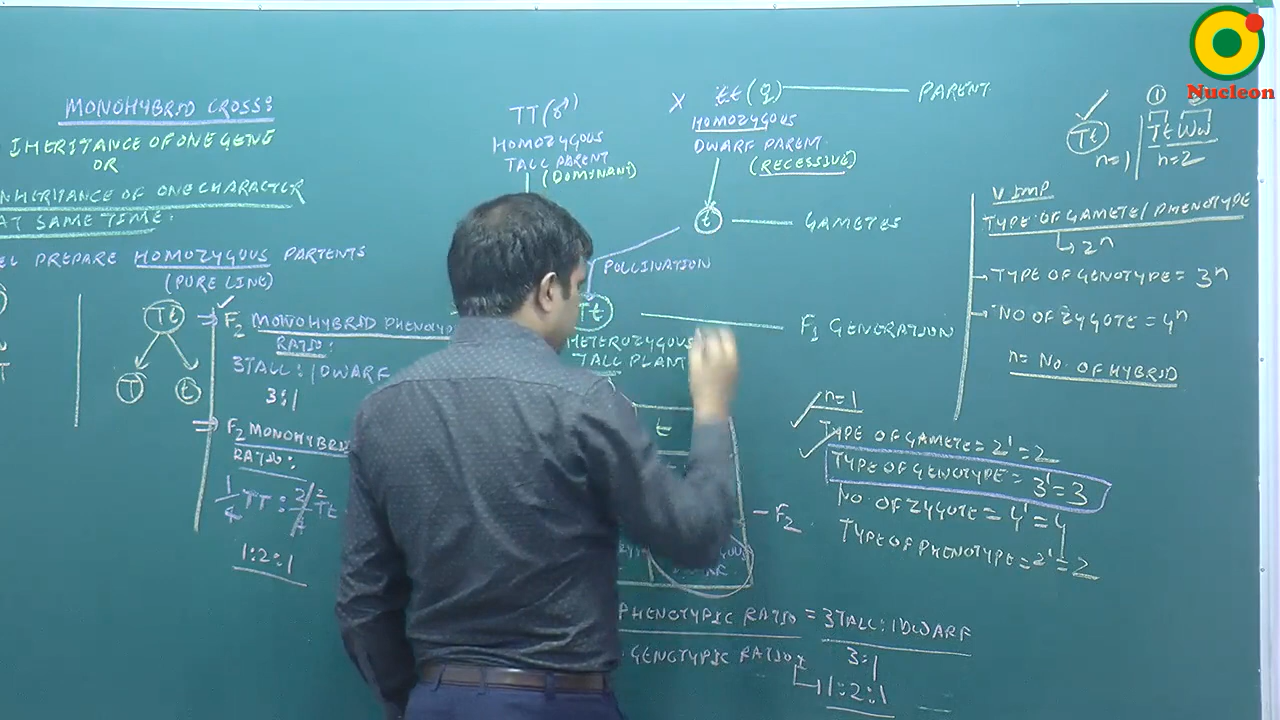 MONOHYBRID CROSS:
INHERITANCE OF ONE GENE
OR
INHERITANCE OF ONE CHARACTER
AT SAME TIME:
PREPARE HOMOZYGOUS PARENTS
(PURE LINE)
Tt
T t
F2 MONOHYBRID PHENOTY
RATIO:
3TALL:1DWARF
3:1
F2 MONOHYBRID
RATIO:
1/4 TT: 2/4 Tt
1:2:1
TT(♂) X tt(♀) PARENT
HOMOZYGOUS
TALL PARENT
(DOMINANT)
HOMOZYGOUS
DWARF PARENT
(RECESSIVE)
t GAMETES
POLLINATION
Tt F1 GENERATION
HETEROZYGOUS
TALL PLANT
t
F2
PHENOTYPIC RATIO = 3TALL:1DWARF
3:1
GENOTYPIC RATIO
1:2:1
Tt
n=1
1
Tt Ww
n=2
V IMP
TYPE OF GAMETE/PHENOTYPE
2^n
TYPE OF GENOTYPE = 3^n
NO OF ZYGOTE = 4^n
n= NO. OF HYBRID
n=1
TYPE OF GAMETE = 2^1 = 2
TYPE OF GENOTYPE = 3^1 = 3
NO. OF ZYGOTE = 4^1 = 4
TYPE OF PHENOTYPE = 2^1 = 2
Nucleon